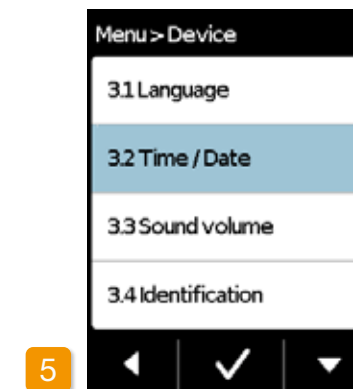 Menu > Device
3.1 Language
3.2 Time / Date
3.3 Sound volume
3.4 Identification
5